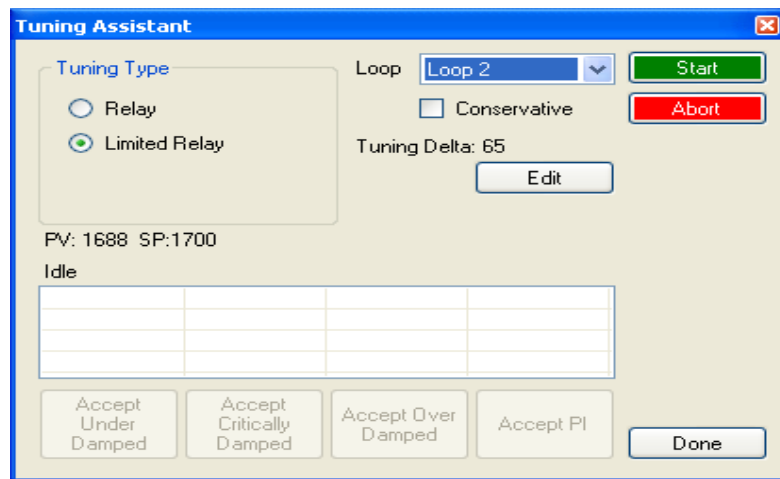 Tuning Assistant
Tuning Type
Relay
Limited Relay
Loop
Loop 2
Conservative
Tuning Delta: 65
Edit
Start
Abort
PV: 1688 SP:1700
Idle
Accept
Under
Damped
Accept
Critically
Damped
Accept Over
Damped
Accept PI
Done